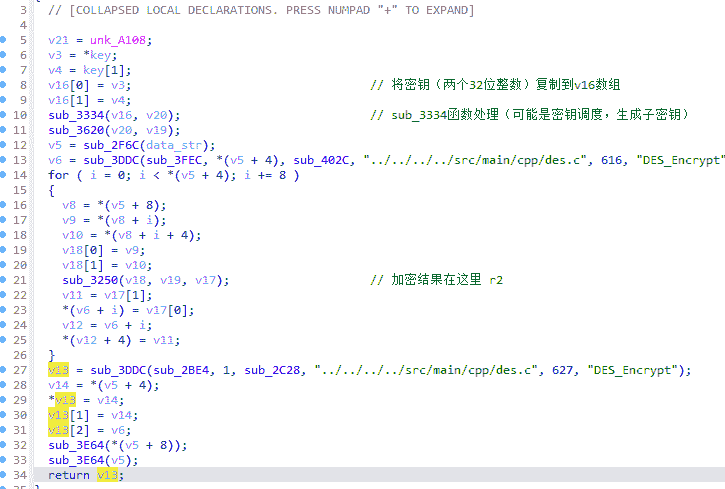 3 // [COLLAPSED LOCAL DECLARATIONS. PRESS NUMPAD "+" TO EXPAND]
4
5 v21 = unk_A108;
6 v3 = *key;
7 v4 = key[1];
8 v16[0] = v3; // 将密钥（两个32位整数）复制到v16数组
9 v16[1] = v4;
10 sub_3334(v16, v20); // sub_3334函数处理（可能是密钥调度，生成子密钥）
11 sub_3620(v20, v19);
12 v5 = sub_2F6C(data_str);
13 v6 = sub_3DDC(sub_3FEC, *(v5 + 4), sub_402C, "../../../../src/main/cpp/des.c", 616, "DES_Encrypt"
14 for ( i = 0; i < *(v5 + 4); i += 8 )
15 {
16 v8 = *(v5 + 8);
17 v9 = *(v8 + i);
18 v10 = *(v8 + i + 4);
19 v18[0] = v9;
20 v18[1] = v10;
21 sub_3250(v18, v19, v17); // 加密结果在这里 r2
22 v11 = v17[1];
23 *(v6 + i) = v17[0];
24 v12 = v6 + i;
25 *(v12 + 4) = v11;
26 }
27 v13 = sub_3DDC(sub_2BE4, 1, sub_2C28, "../../../../src/main/cpp/des.c", 627, "DES_Encrypt");
28 v14 = *(v5 + 4);
29 *v13 = v14;
30 v13[1] = v14;
31 v13[2] = v6;
32 sub_3E64(*(v5 + 8));
33 sub_3E64(v5);
34 return v13;